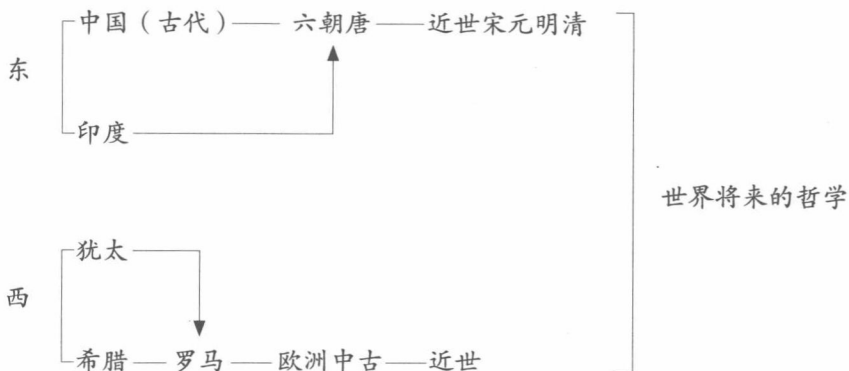 中国（古代）—— 六朝唐 —— 近世宋元明清
东
印度
世界将来的哲学
犹太
西
希腊 — 罗马 — 欧洲中古 — 近世